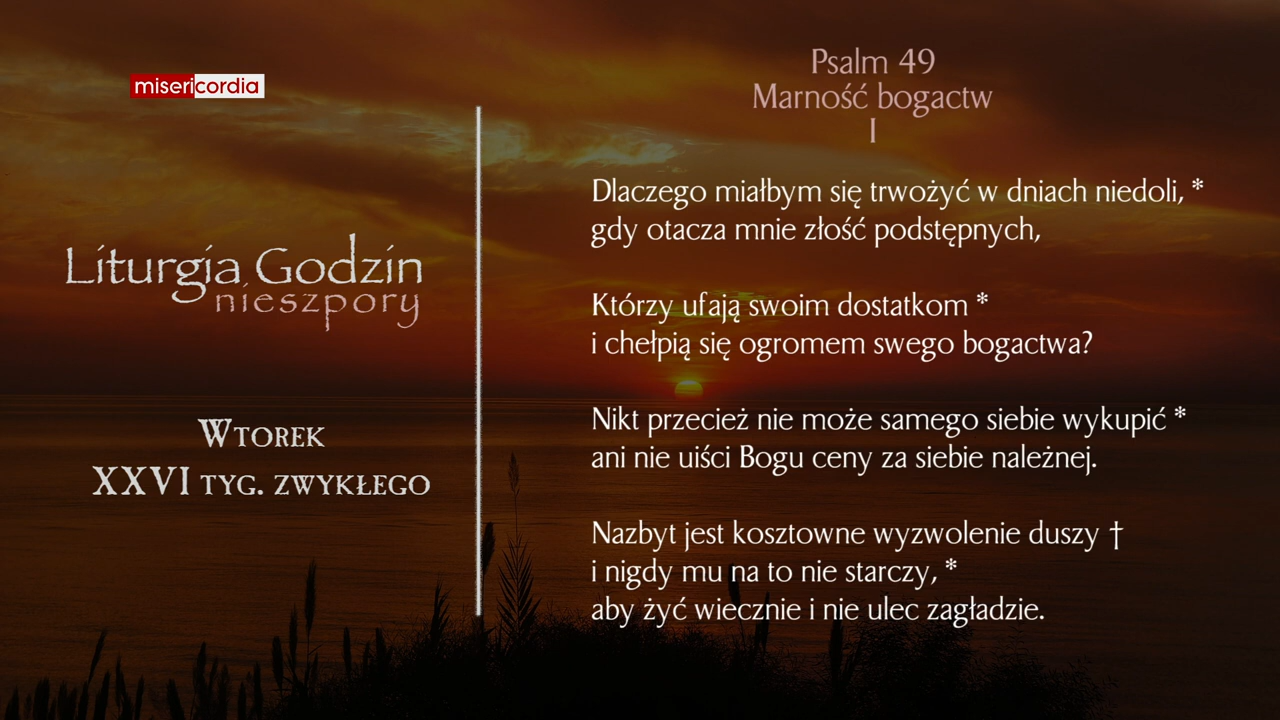 misericordia
Liturgia Godzin
nieszpory
Wtorek
XXVI tyg. zwykłego
Psalm 49
Marność bogactw
I
Dlaczego miałbym się trwożyć w dniach niedoli, *
gdy otacza mnie złość podstępnych,
Którzy ufają swoim dostatkom *
i chełpią się ogromem swego bogactwa?
Nikt przecież nie może samego siebie wykupić *
ani nie uiści Bogu ceny za siebie należnej.
Nazbyt jest kosztowne wyzwolenie duszy †
i nigdy mu na to nie starczy, *
aby żyć wiecznie i nie ulec zagładzie.